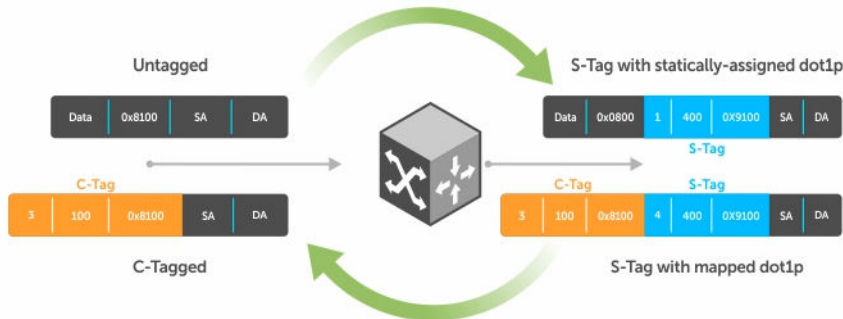 Untagged
S-Tag with statically-assigned dot1p
Data 0x8100 SA DA
Data 0x0800 1 400 0X9100 SA DA
S-Tag
C-Tag
C-Tag S-Tag
3 100 0x8100 SA DA
3 100 0x8100 4 400 0X9100 SA DA
C-Tagged
S-Tag with mapped dot1p